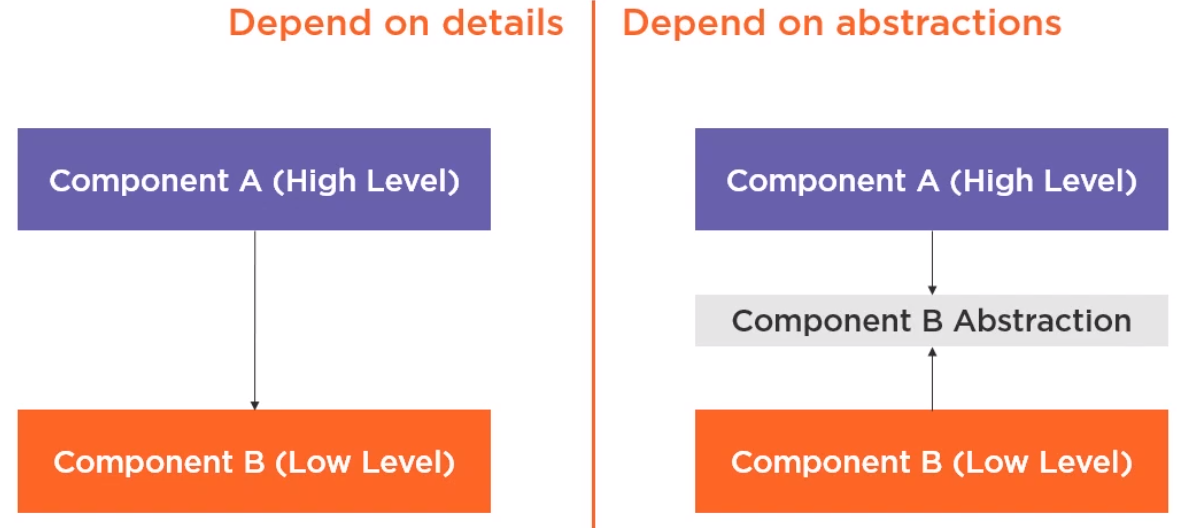 Depend on details
Component A (High Level)
Component B (Low Level)
Depend on abstractions
Component A (High Level)
Component B Abstraction
Component B (Low Level)